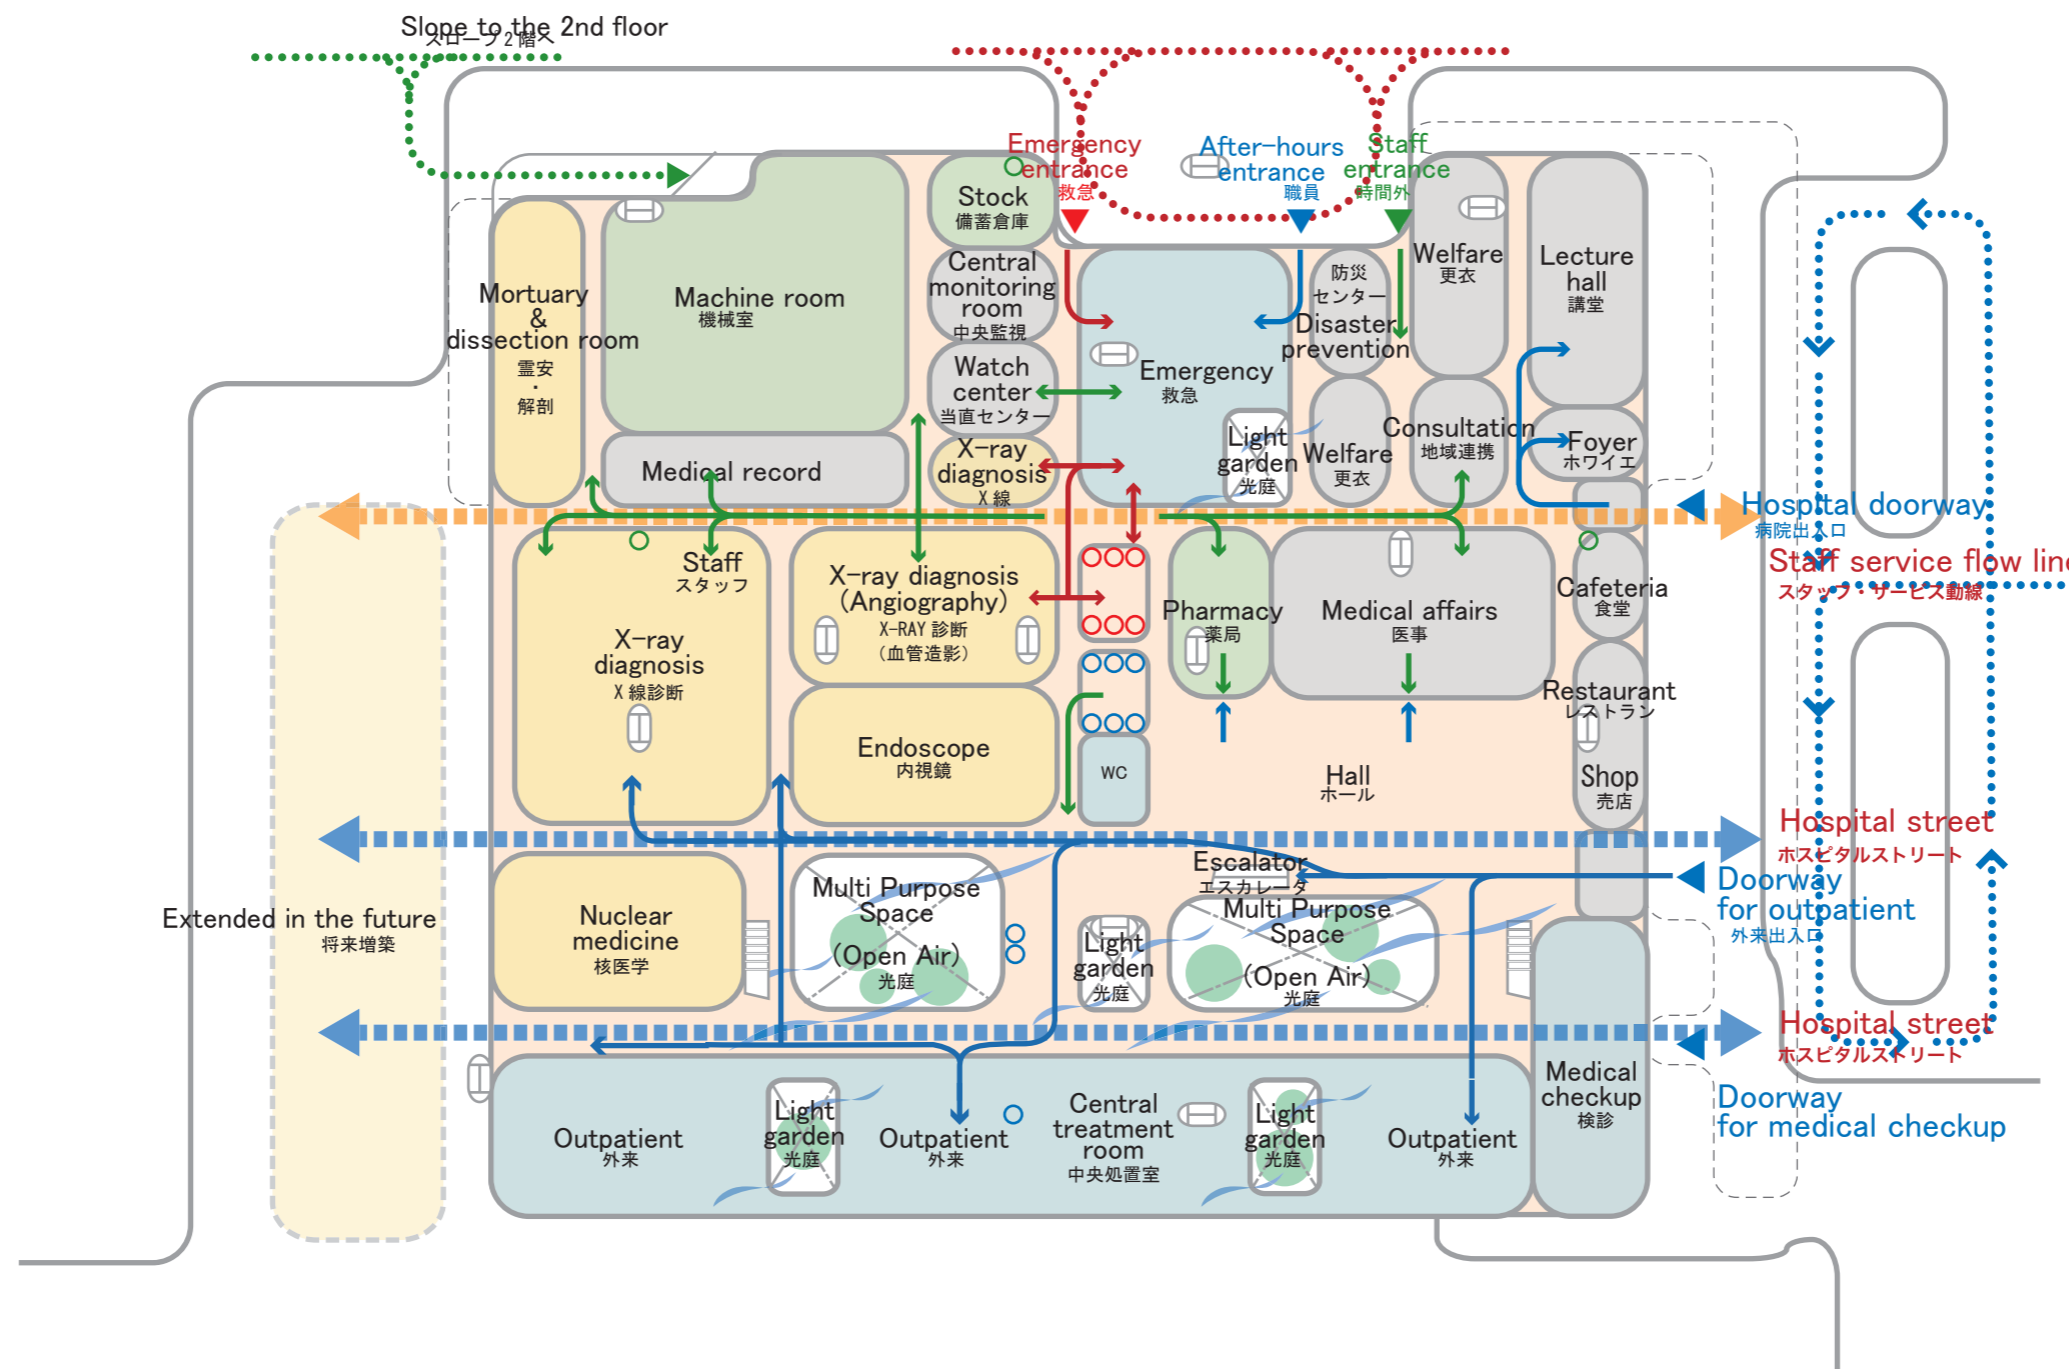 Slope to the 2nd floor
スロープ2階へ
Emergency
entrance
救急
After-hours
entrance
職員
Staff
entrance
時間外
Stock
備蓄倉庫
Mortuary
&
dissection room
霊安
・
解剖
Machine room
機械室
Central
monitoring
room
中央監視
Watch
center
当直センター
X-ray
diagnosis
X線
Medical record
Emergency
救急
Light
garden
光庭
防災
センター
Disaster
prevention
Welfare
更衣
Welfare
更衣
Consultation
地域連携
Lecture
hall
講堂
Foyer
ホワイエ
Hospital doorway
病院出入口
Staff service flow line
スタッフ・サービス動線
Staff
スタッフ
X-ray
diagnosis
X線診断
X-ray diagnosis
(Angiography)
X-RAY 診断
(血管造影)
Endoscope
内視鏡
WC
Pharmacy
薬局
Medical affairs
医事
Cafeteria
食堂
Restaurant
レストラン
Shop
売店
Hall
ホール
Hospital street
ホスピタルストリート
Escalator
エスカレータ
Doorway
for outpatient
外来出入口
Extended in the future
将来増築
Nuclear
medicine
核医学
Multi Purpose
Space
(Open Air)
光庭
Light
garden
光庭
Multi Purpose
Space
(Open Air)
光庭
Hospital street
ホスピタルストリート
Doorway
for medical checkup
Medical
checkup
検診
Outpatient
外来
Light
garden
光庭
Outpatient
外来
Central
treatment
room
中央処置室
Light
garden
光庭
Outpatient
外来